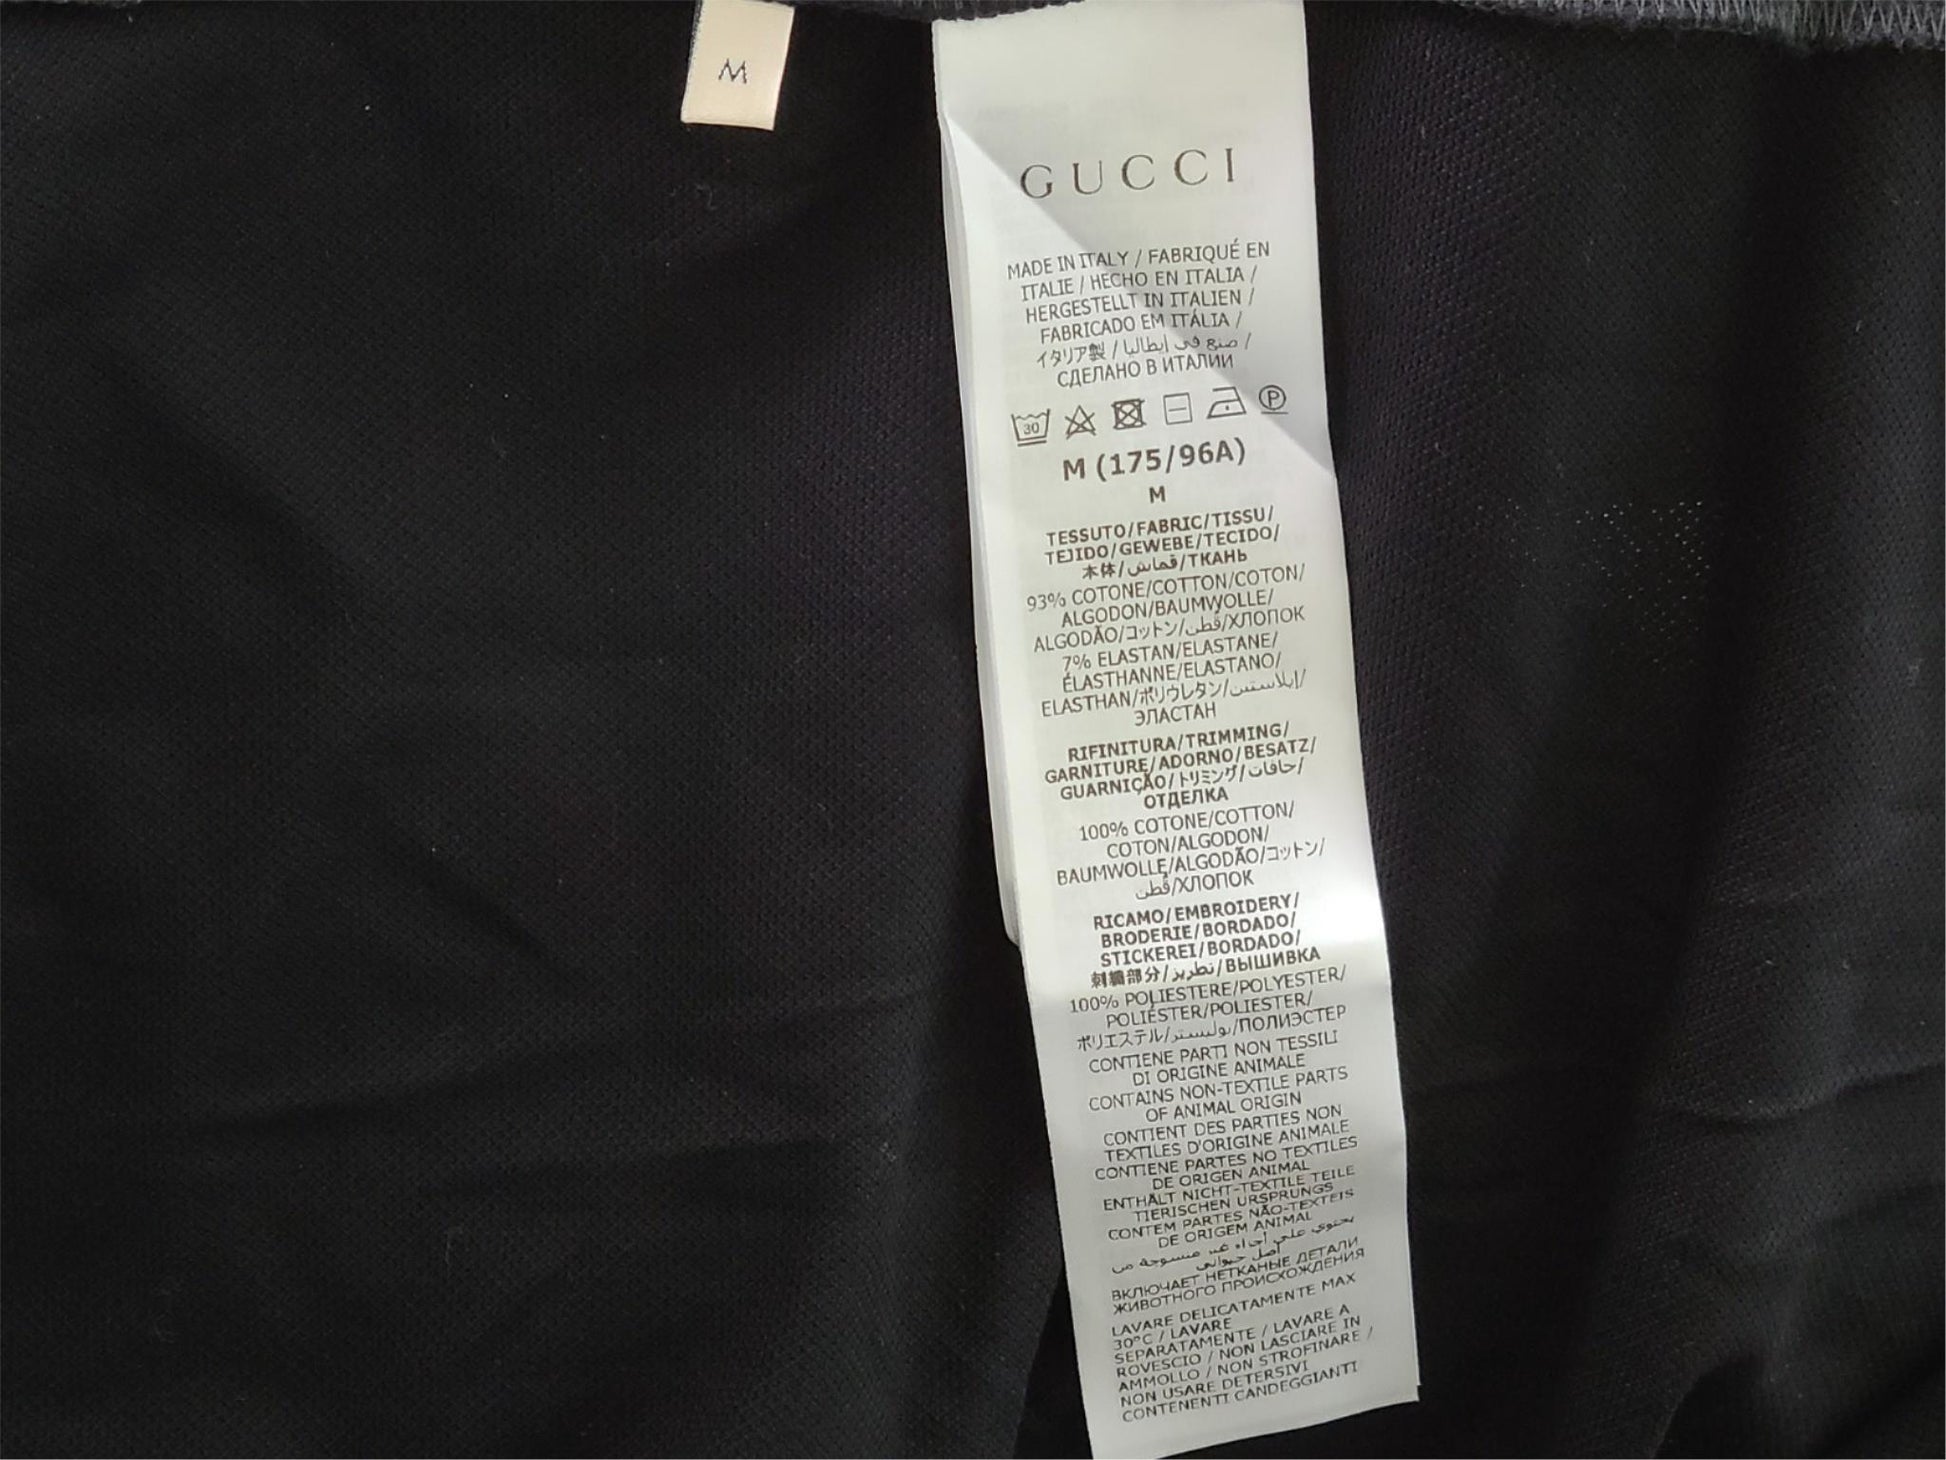 M
GUCCI
MADE IN ITALY / FABRIQUÉ EN
ITALIE / HECHO EN ITALIA /
HERGESTELLT IN ITALIEN /
FABRICADO EM ITÁLIA /
イタリア製 / صنع في إيطاليا /
СДЕЛАНО В ИТАЛИИ
30 P
M (175/96A)
M
TESSUTO/FABRIC/TISSU/
TEJIDO/GEWEBE/TECIDO/
本体/قماش/ТКАНЬ
93% COTONE/COTTON/COTON/
ALGODON/BAUMWOLLE/
ALGODÃO/コットン/قطن/ХЛОПОК
7% ELASTAN/ELASTANE/
ÉLASTHANNE/ELASTANO/
ELASTHAN/ポリウレタン/إيلاستين/
ЭЛАСТАН
RIFINITURA/TRIMMING/
GARNITURE/ADORNO/BESATZ/
GUARNIÇÃO/トリミング/حافات/
ОТДЕЛКА
100% COTONE/COTTON/
COTON/ALGODON/
BAUMWOLLE/ALGODÃO/コットン/
قطن/ХЛОПОК
RICAMO/EMBROIDERY/
BRODERIE/BORDADO/
STICKEREI/BORDADO/
刺繍部分/تطريز/ВЫШИВКА
100% POLIESTERE/POLYESTER/
POLIÉSTER/POLIESTER/
ポリエステル/بوليستر/ПОЛИЭСТЕР
CONTIENE PARTI NON TESSILI
DI ORIGINE ANIMALE
CONTAINS NON-TEXTILE PARTS
OF ANIMAL ORIGIN
CONTIENT DES PARTIES NON
TEXTILES D'ORIGINE ANIMALE
CONTIENE PARTES NO TEXTILES
DE ORIGEN ANIMAL
ENTHÄLT NICHT-TEXTILE TEILE
TIERISCHEN URSPRUNGS
CONTEM PARTES NÃO-TEXTEIS
DE ORIGEM ANIMAL
يحتوي على أجزاء غير منسوجة من
أصل حيواني
ВКЛЮЧАЕТ НЕТКАНЫЕ ДЕТАЛИ
ЖИВОТНОГО ПРОИСХОЖДЕНИЯ
LAVARE DELICATAMENTE MAX
30°C / LAVARE
SEPARATAMENTE / LAVARE A
ROVESCIO / NON LASCIARE IN
AMMOLLO / NON STROFINARE /
NON USARE DETERSIVI
CONTENENTI CANDEGGIANTI